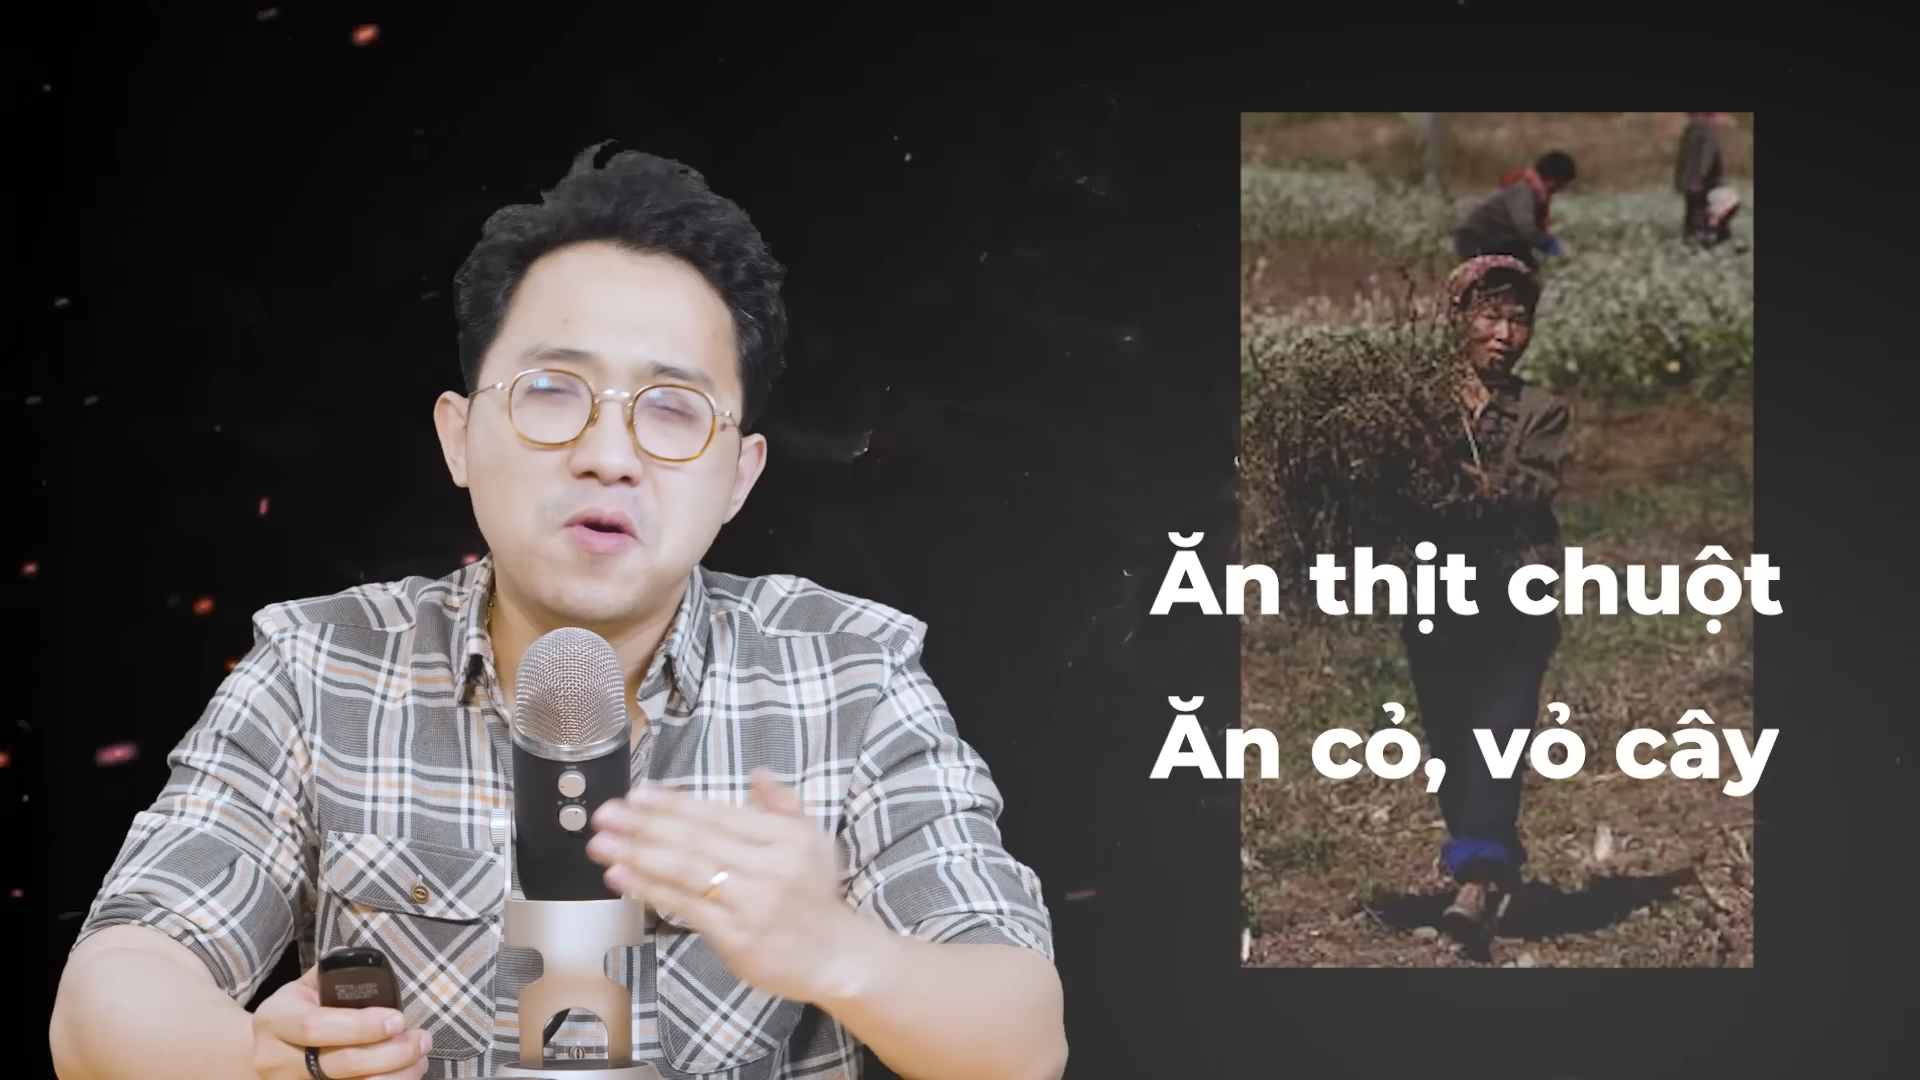 Ăn thịt chuột
Ăn cỏ, vỏ cây